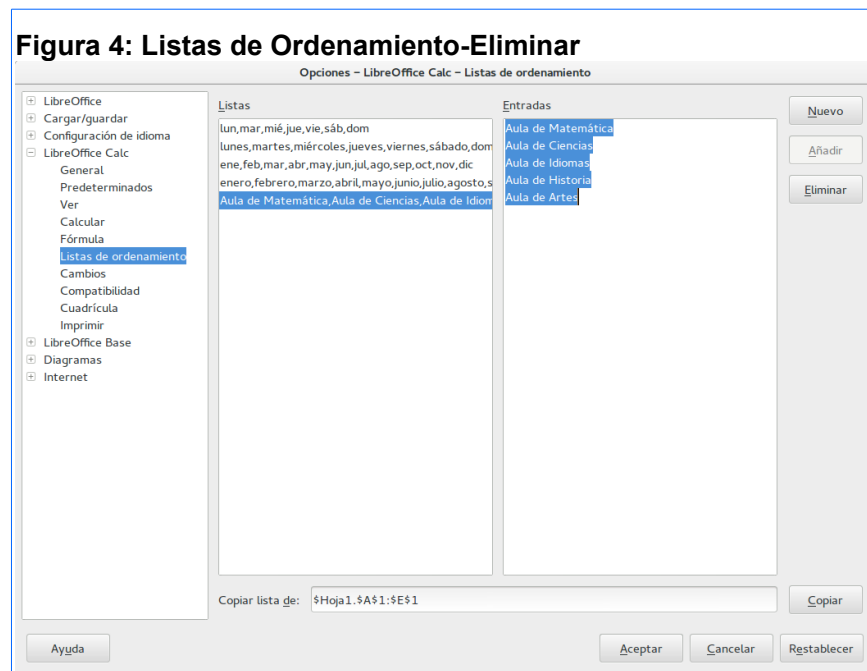 Figura 4: Listas de Ordenamiento-Eliminar
Opciones – LibreOffice Calc – Listas de ordenamiento
LibreOffice
Cargar/guardar
Configuración de idioma
LibreOffice Calc
General
Predeterminados
Ver
Calcular
Fórmula
Listas de ordenamiento
Cambios
Compatibilidad
Cuadrícula
Imprimir
LibreOffice Base
Diagramas
Internet
Listas
lun,mar,mié,jue,vie,sáb,dom
lunes,martes,miércoles,jueves,viernes,sábado,dom
ene,feb,mar,abr,may,jun,jul,ago,sep,oct,nov,dic
enero,febrero,marzo,abril,mayo,junio,julio,agosto,s
Aula de Matemática,Aula de Ciencias,Aula de Idiom
Entradas
Aula de Matemática
Aula de Ciencias
Aula de Idiomas
Aula de Historia
Aula de Artes
Nuevo
Añadir
Eliminar
Copiar lista de: $Hoja1.$A$1:$E$1 Copiar
Ayuda Aceptar Cancelar Restablecer